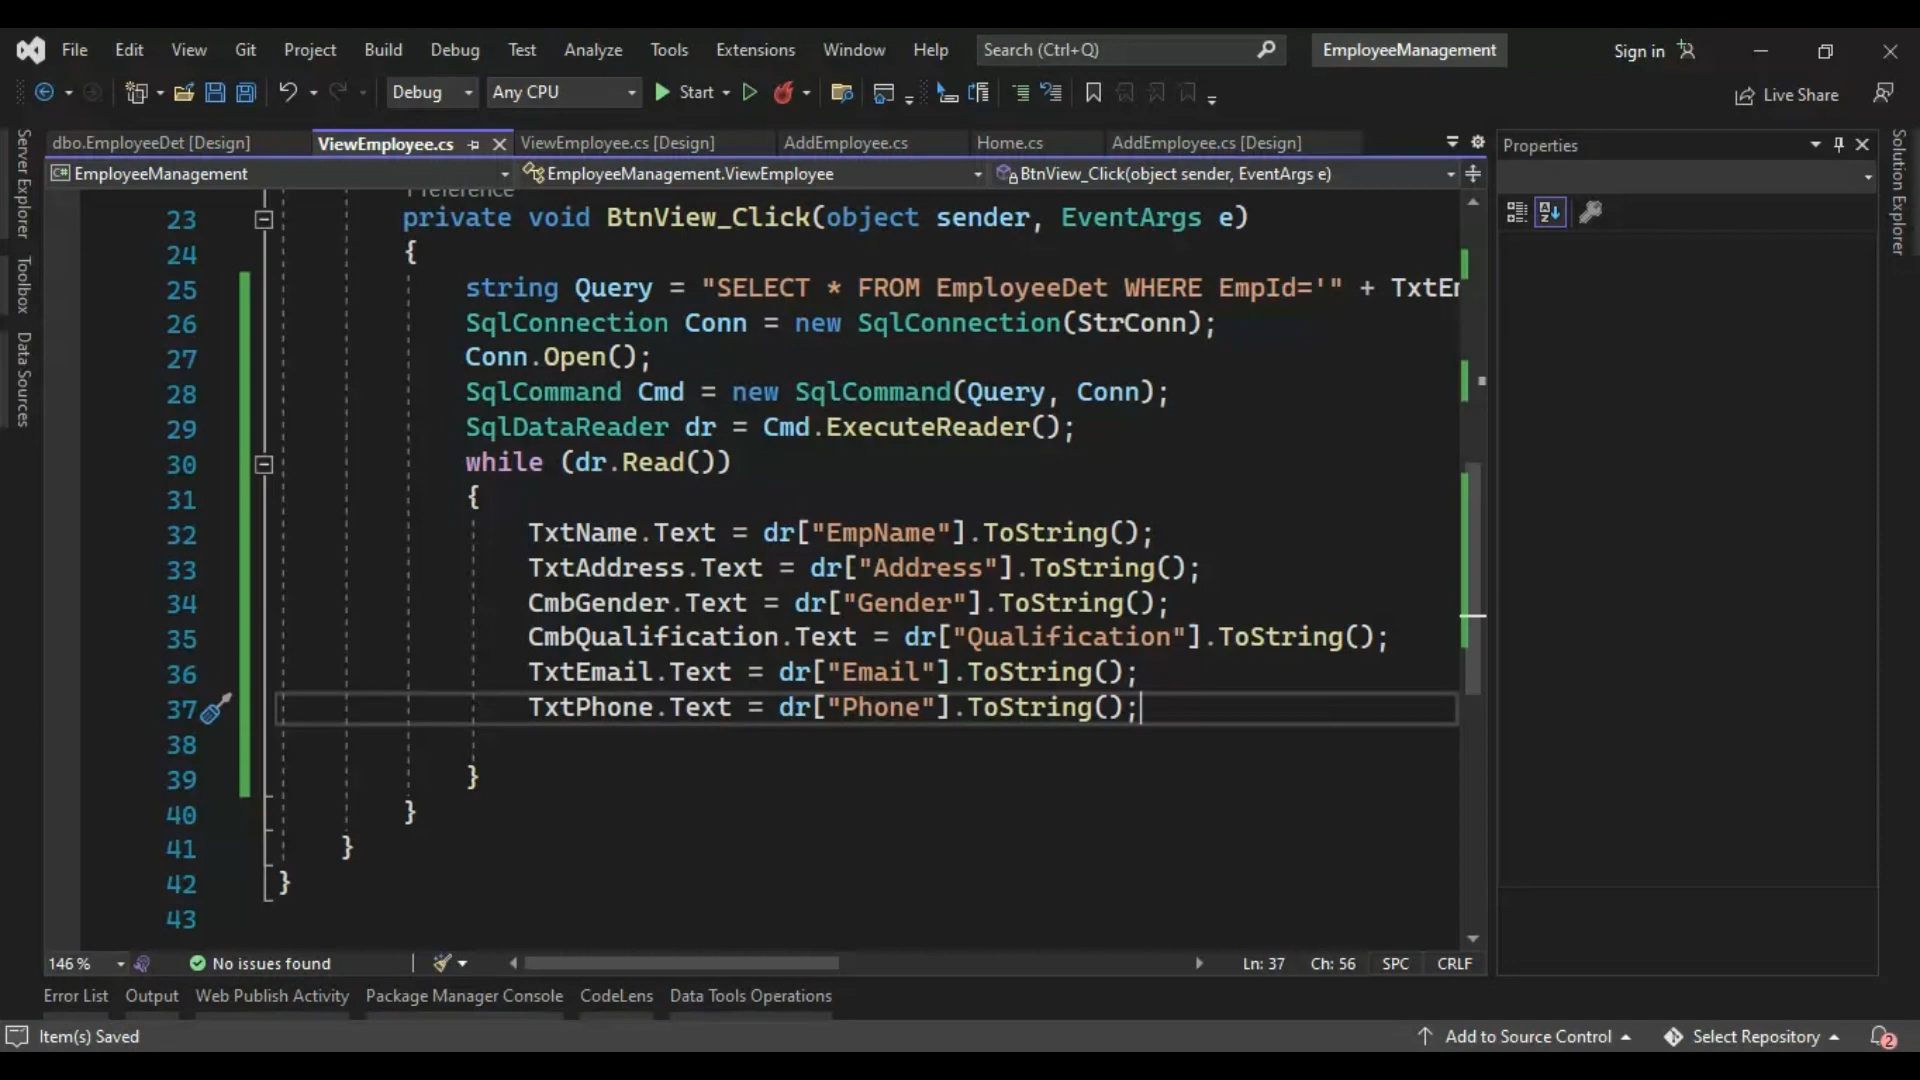 File Edit View Git Project Build Debug Test Analyze Tools Extensions Window Help Search (Ctrl+Q) EmployeeManagement Sign in
Debug Any CPU Start Live Share
dbo.EmployeeDet [Design] ViewEmployee.cs ViewEmployee.cs [Design] AddEmployee.cs Home.cs AddEmployee.cs [Design] Properties
EmployeeManagement EmployeeManagement.ViewEmployee BtnView_Click(object sender, EventArgs e)
Server Explorer
Toolbox
Data Sources
Solution Explorer
1 reference
23 private void BtnView_Click(object sender, EventArgs e)
24 {
25 string Query = "SELECT * FROM EmployeeDet WHERE EmpId='" + TxtEm
26 SqlConnection Conn = new SqlConnection(StrConn);
27 Conn.Open();
28 SqlCommand Cmd = new SqlCommand(Query, Conn);
29 SqlDataReader dr = Cmd.ExecuteReader();
30 while (dr.Read())
31 {
32 TxtName.Text = dr["EmpName"].ToString();
33 TxtAddress.Text = dr["Address"].ToString();
34 CmbGender.Text = dr["Gender"].ToString();
35 CmbQualification.Text = dr["Qualification"].ToString();
36 TxtEmail.Text = dr["Email"].ToString();
37 TxtPhone.Text = dr["Phone"].ToString();
38
39 }
40 }
41 }
42 }
43
146 % No issues found Ln: 37 Ch: 56 SPC CRLF
Error List Output Web Publish Activity Package Manager Console CodeLens Data Tools Operations
Item(s) Saved Add to Source Control Select Repository 2